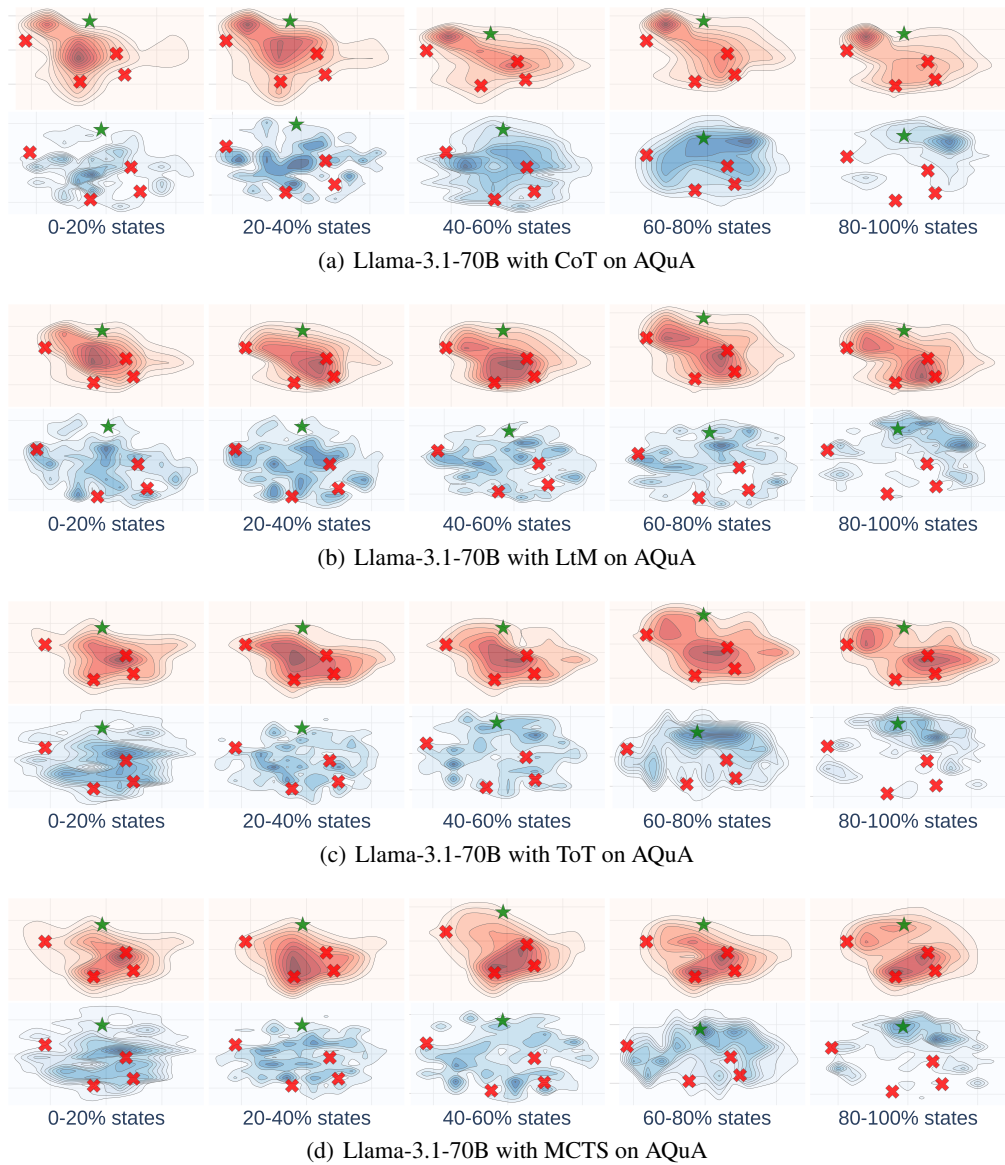 0-20% states 20-40% states 40-60% states 60-80% states 80-100% states
(a) Llama-3.1-70B with CoT on AQuA
0-20% states 20-40% states 40-60% states 60-80% states 80-100% states
(b) Llama-3.1-70B with LtM on AQuA
0-20% states 20-40% states 40-60% states 60-80% states 80-100% states
(c) Llama-3.1-70B with ToT on AQuA
0-20% states 20-40% states 40-60% states 60-80% states 80-100% states
(d) Llama-3.1-70B with MCTS on AQuA